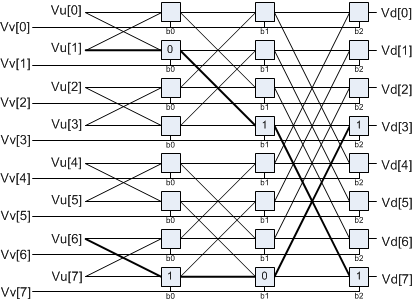 Vu[0] Vd[0]
Vv[0] b0 b1 b2
Vu[1] 0 Vd[1]
Vv[1] b0 b1 b2
Vu[2] Vd[2]
Vv[2] b0 b1 b2
Vu[3] 1 1 Vd[3]
Vv[3] b0 b1 b2
Vu[4] Vd[4]
Vv[4] b0 b1 b2
Vu[5] Vd[5]
Vv[5] b0 b1 b2
Vu[6] Vd[6]
Vv[6] b0 b1 b2
Vu[7] 1 0 1 Vd[7]
Vv[7] b0 b1 b2